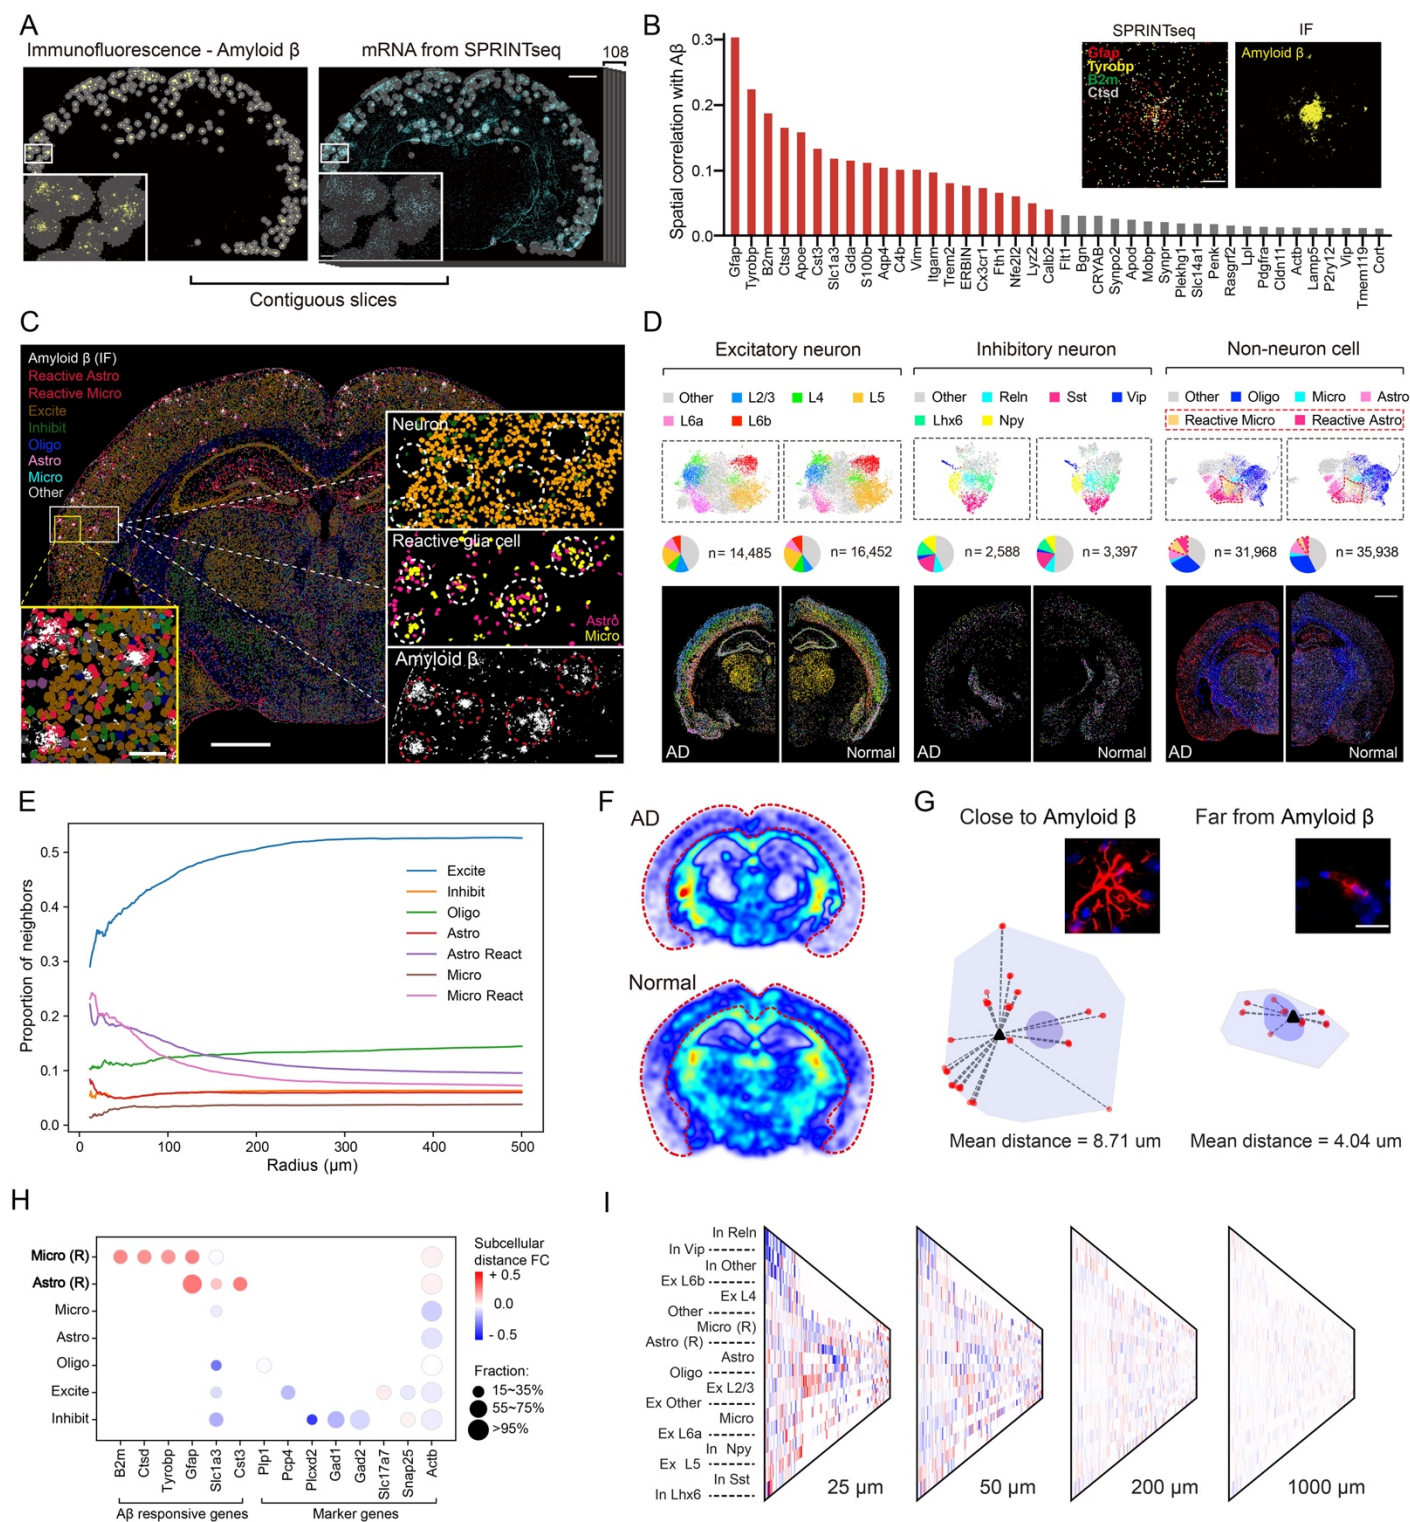 A
Immunofluorescence - Amyloid β
mRNA from SPRINTseq
108
Contiguous slices
B
Spatial correlation with Aβ
0.3
0.2
0.1
0.0
SPRINTseq
IF
Gfap
Tyrobp
B2m
Ctsd
Amyloid β
Gfap
Tyrobp
B2m
Ctsd
Apoe
Cst3
Slc1a3
Gda
S100b
Aqp4
C4b
Vim
Itgam
Trem2
ERBIN
Cx3cr1
Fth1
Nfe2l2
Lyz2
Calb2
Flt1
Bgn
CRYAB
Synpo2
Apod
Mobp
Synpr
Plekhg1
Slc14a1
Penk
Rasgrf2
Lpl
Pdgfra
Cldn11
Actb
Lamp5
P2ry12
Vip
Tmem119
Cort
C
Amyloid β (IF)
Reactive Astro
Reactive Micro
Excite
Inhibit
Oligo
Astro
Micro
Other
Neuron
Reactive glia cell
Astro
Micro
Amyloid β
D
Excitatory neuron
Inhibitory neuron
Non-neuron cell
Other L2/3 L4 L5
L6a L6b
Other Reln Sst Vip
Lhx6 Npy
Other Oligo Micro Astro
Reactive Micro Reactive Astro
n= 14,485
n= 16,452
n= 2,588
n= 3,397
n= 31,968
n= 35,938
AD
Normal
AD
Normal
AD
Normal
E
Proportion of neighbors
0.5
0.4
0.3
0.2
0.1
0.0
Excite
Inhibit
Oligo
Astro
Astro React
Micro
Micro React
0 100 200 300 400 500
Radius (μm)
F
AD
Normal
G
Close to Amyloid β
Far from Amyloid β
Mean distance = 8.71 um
Mean distance = 4.04 um
H
Micro (R)
Astro (R)
Micro
Astro
Oligo
Excite
Inhibit
B2m
Ctsd
Tyrobp
Gfap
Slc1a3
Cst3
Plp1
Pcp4
Plcxd2
Gad1
Gad2
Slc17a7
Snap25
Actb
Aβ responsive genes
Marker genes
Subcellular
distance FC
+ 0.5
0.0
- 0.5
Fraction:
15~35%
55~75%
>95%
I
In Reln
In Vip
In Other
Ex L6b
Ex L4
Other
Micro (R)
Astro (R)
Astro
Oligo
Ex L2/3
Ex Other
Micro
Ex L6a
In Npy
Ex L5
In Sst
In Lhx6
25 μm
50 μm
200 μm
1000 μm